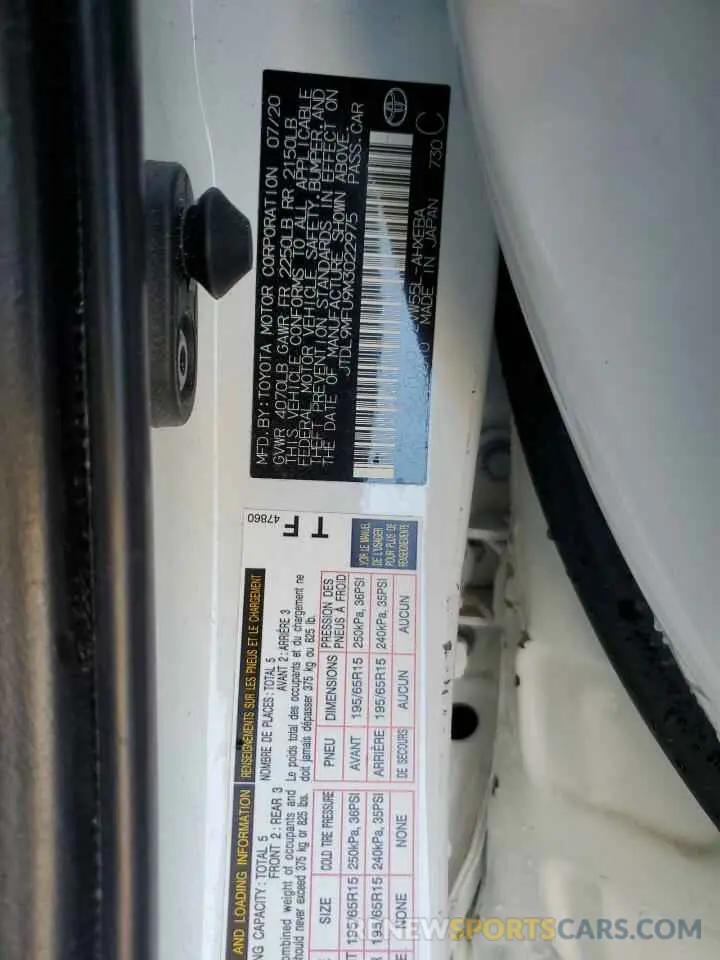 MFD.BY:TOYOTA MOTOR CORPORATION 07/20
GVWR 4070LB GAWR FR 2250LB RR 2150LB
THIS VEHICLE CONFORMS TO ALL APPLICABLE
FEDERAL MOTOR VEHICLE SAFETY, BUMPER, AND
THEFT PREVENTION STANDARDS IN EFFECT ON
THE DATE OF MANUFACTURE SHOWN ABOVE.
JTDL9MFU9M3022975 PASS.CAR
W55L-AHXEBA
MADE IN JAPAN 730
C
47860
T
F
RENSEIGNEMENTS SUR LES PNEUS ET LE CHARGEMENT
NOMBRE DE PLACES:TOTAL 5
AVANT 2:ARRIÈRE 3
Le poids total des occupants et du chargement ne
doit jamais dépasser 375 kg ou 825 lb.
PNEU DIMENSIONS PRESSION DES PNEUS À FROID
AVANT 195/65R15 250kPa, 36PSI
ARRIÈRE 195/65R15 240kPa, 35PSI
DE SECOURS AUCUN AUCUN
VOIR LE MANUEL
DE L'USAGER
POUR PLUS DE
RENSEIGNEMENTS
AND LOADING INFORMATION
NG CAPACITY:TOTAL 5
FRONT 2:REAR 3
ombined weight of occupants and
hould never exceed 375 kg or 825 lbs.
SIZE COLD TIRE PRESSURE
195/65R15 250kPa, 36PSI
195/65R15 240kPa, 35PSI
NONE NONE
NEWSPORTSCARS.COM